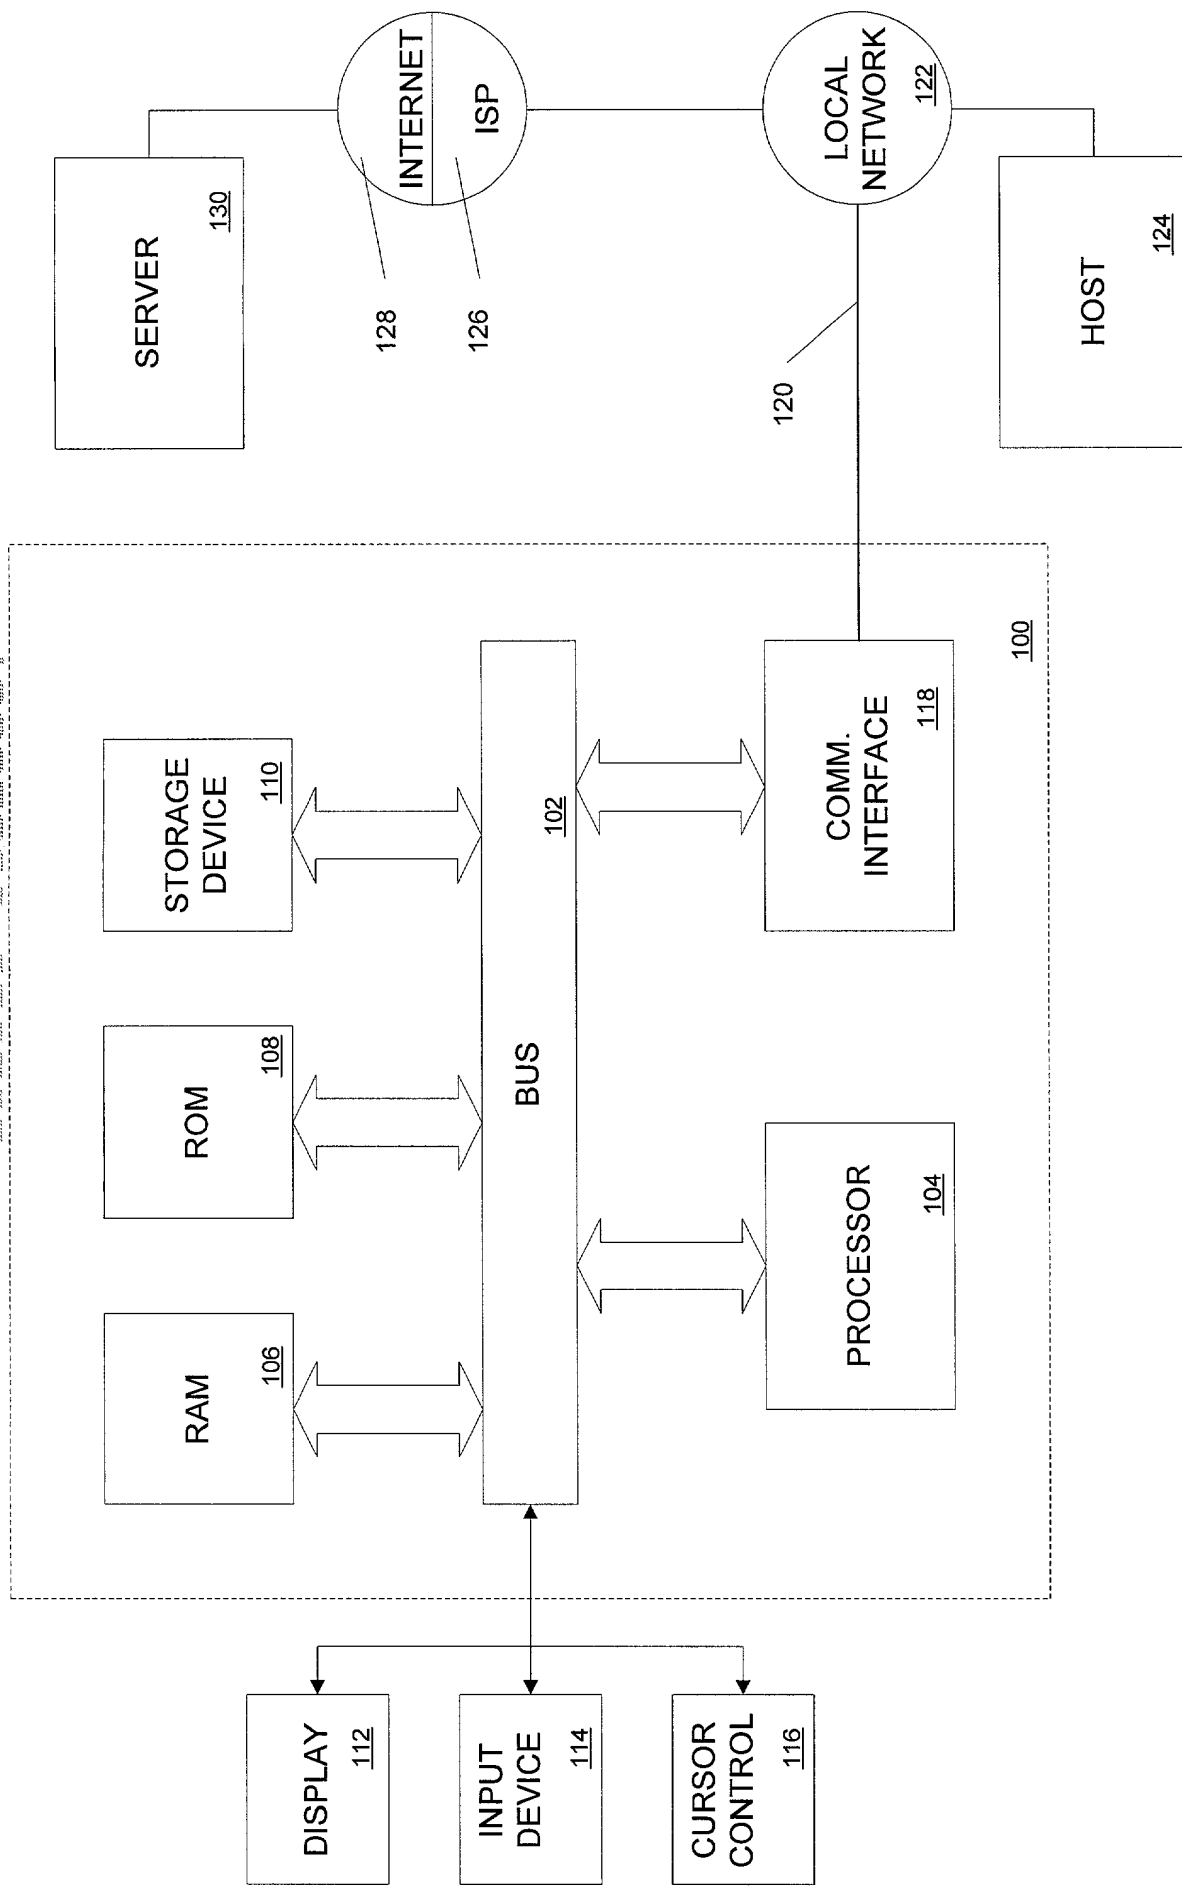 DISPLAY
112
INPUT
DEVICE
114
CURSOR
CONTROL
116
RAM
106
ROM
108
STORAGE
DEVICE
110
BUS
102
PROCESSOR
104
COMM.
INTERFACE
118
100
SERVER
130
128
126
INTERNET
ISP
120
LOCAL
NETWORK
122
HOST
124